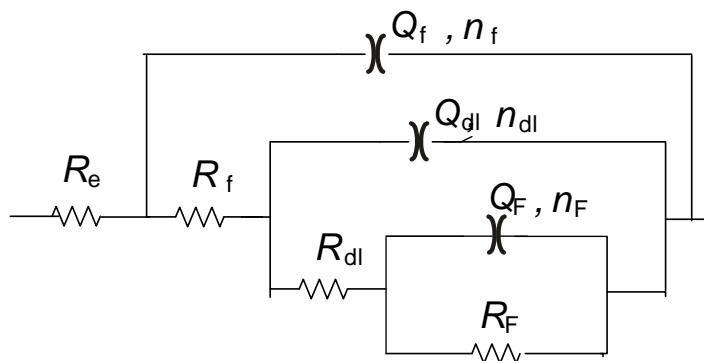 Qf , nf
Qdl, ndl
Re
Rf
QF , nF
Rdl
RF